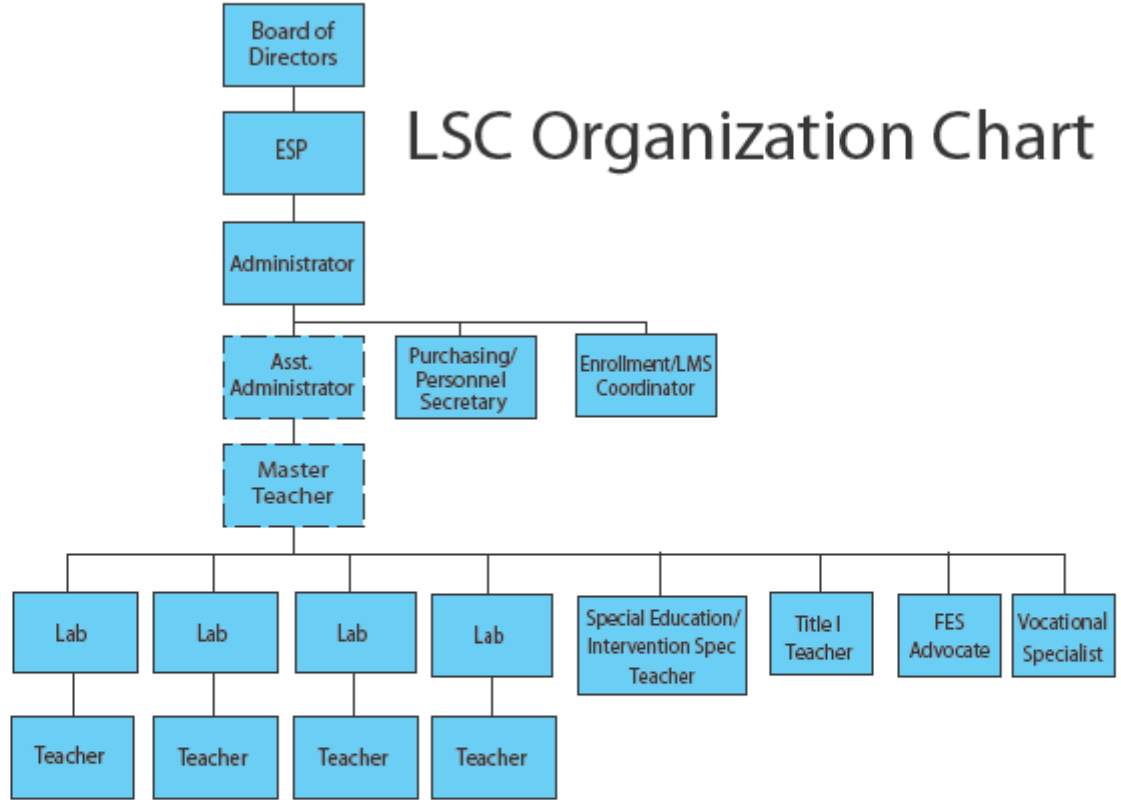 Board of
Directors
LSC Organization Chart
ESP
Administrator
Asst.
Administrator
Purchasing/
Personnel
Secretary
Enrollment/LMS
Coordinator
Master
Teacher
Lab
Lab
Lab
Lab
Special Education/
Intervention Spec
Teacher
Title I
Teacher
FES
Advocate
Vocational
Specialist
Teacher
Teacher
Teacher
Teacher